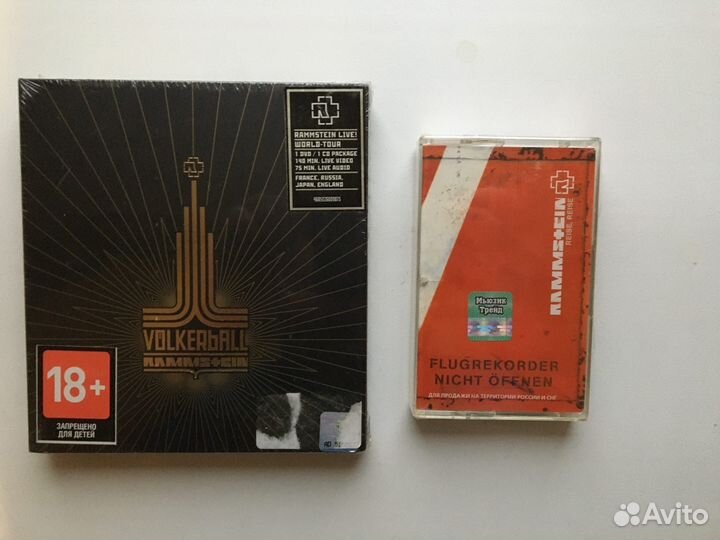 RAMMSTEIN LIVE!
WORLD-TOUR
1 DVD / 1 CD PACKAGE
140 MIN. LIVE VIDEO
75 MIN. LIVE AUDIO
FRANCE, RUSSIA,
JAPAN, ENGLAND
VÖLKERBALL
RAMMSTEIN
18+
ЗАПРЕЩЕНО
ДЛЯ ДЕТЕЙ
RAMMSTEIN
REISE, REISE
Мьюзик
Трейд
FLUGREKORDER
NICHT ÖFFNEN
ДЛЯ ПРОДАЖИ НА ТЕРРИТОРИИ РОССИИ И СНГ
Avito